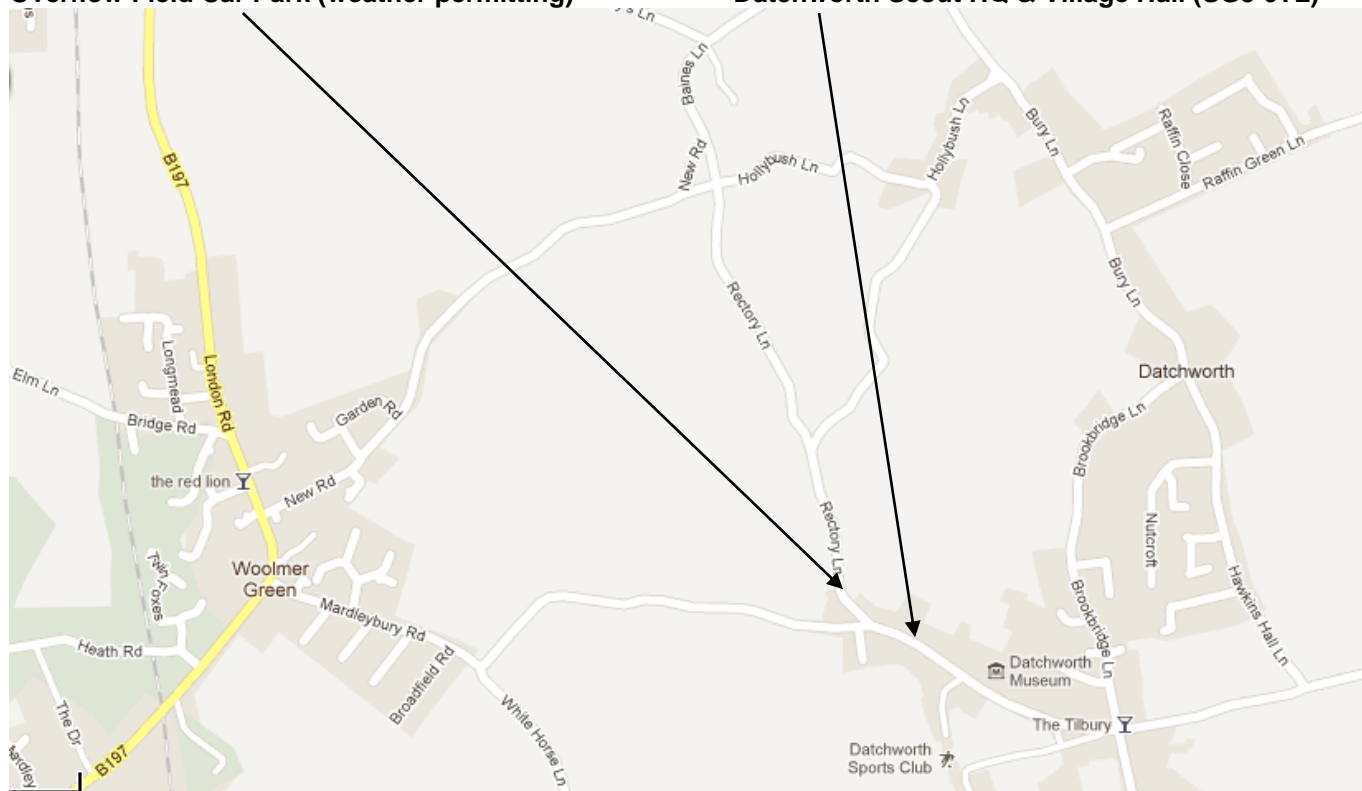 Overflow Field Car Park (weather permitting)
Datchworth Scout HQ & Village Hall (SG3 6TL)
Baines Ln
Bury Ln
Raffin Close
Raffin Green Ln
Hollybush Ln
Hollybush Ln
New Rd
B197
Rectory Ln
Bury Ln
London Rd
Longmead
Elm Ln
Bridge Rd
Garden Rd
Datchworth
Brookbridge Ln
the red lion
New Rd
Nutcroft
Rectory Ln
Twin Foxes
Woolmer
Green
Mardleybury Rd
Hawkins Hall Ln
Brookbridge Ln
Heath Rd
Broadfield Rd
Datchworth
Museum
White Horse Ln
The Dr
The Tilbury
B197
Datchworth
Sports Club